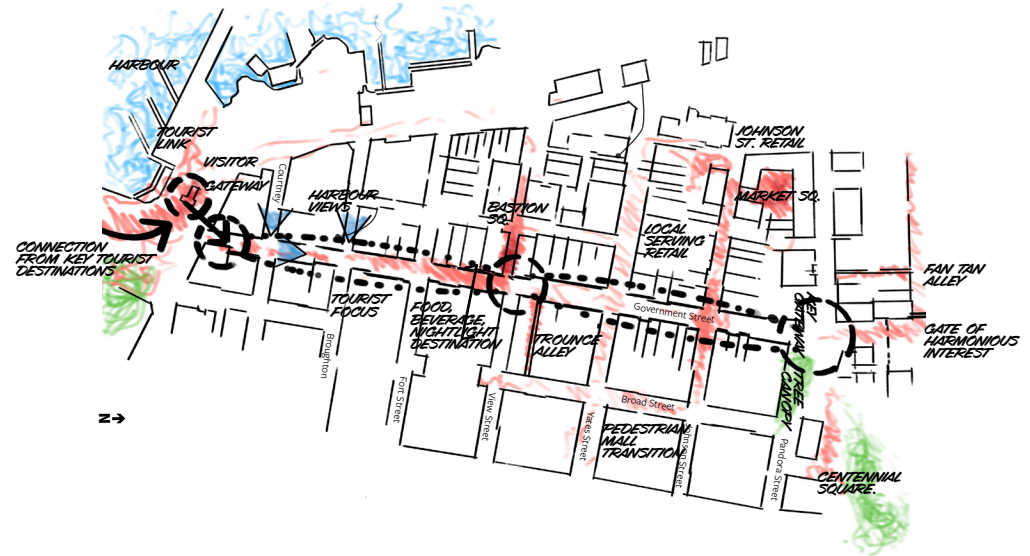 HARBOUR
TOURIST
LINK
VISITOR
GATEWAY
Courtney
HARBOUR
VIEWS
BASTION
SQ.
JOHNSON
ST. RETAIL
MARKET SQ.
LOCAL
SERVING
RETAIL
CONNECTION
FROM KEY TOURIST
DESTINATIONS
FAN TAN
ALLEY
TOURIST
FOCUS
FOOD,
BEVERAGE,
NIGHTLIGHT
DESTINATION
TROUNCE
ALLEY
Government Street
KEY
GATEWAY
TREE
CANOPY
GATE OF
HARMONIOUS
INTEREST
Broughton
Fort Street
View Street
Yates Street
Broad Street
PEDESTRIAN
MALL
TRANSITION
Johnson Street
Pandora Street
CENTENNIAL
SQUARE.
N→